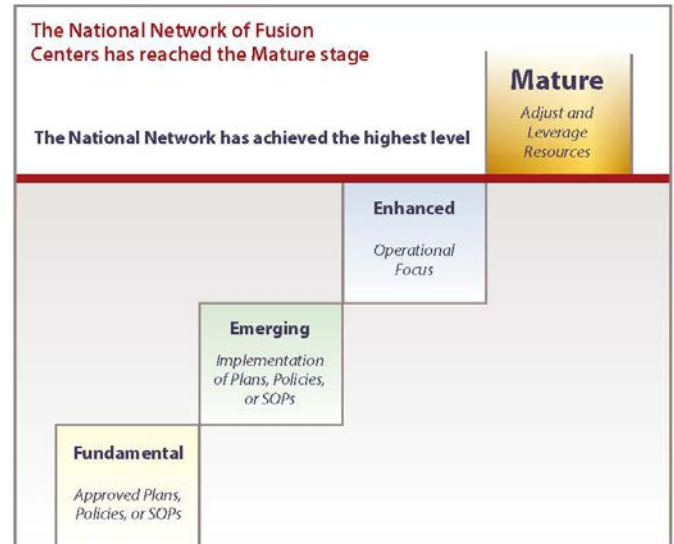 The National Network of Fusion
Centers has reached the Mature stage
Mature
Adjust and
Leverage
Resources
The National Network has achieved the highest level
Enhanced
Operational
Focus
Emerging
Implementation
of Plans, Policies,
or SOPs
Fundamental
Approved Plans,
Policies, or SOPs